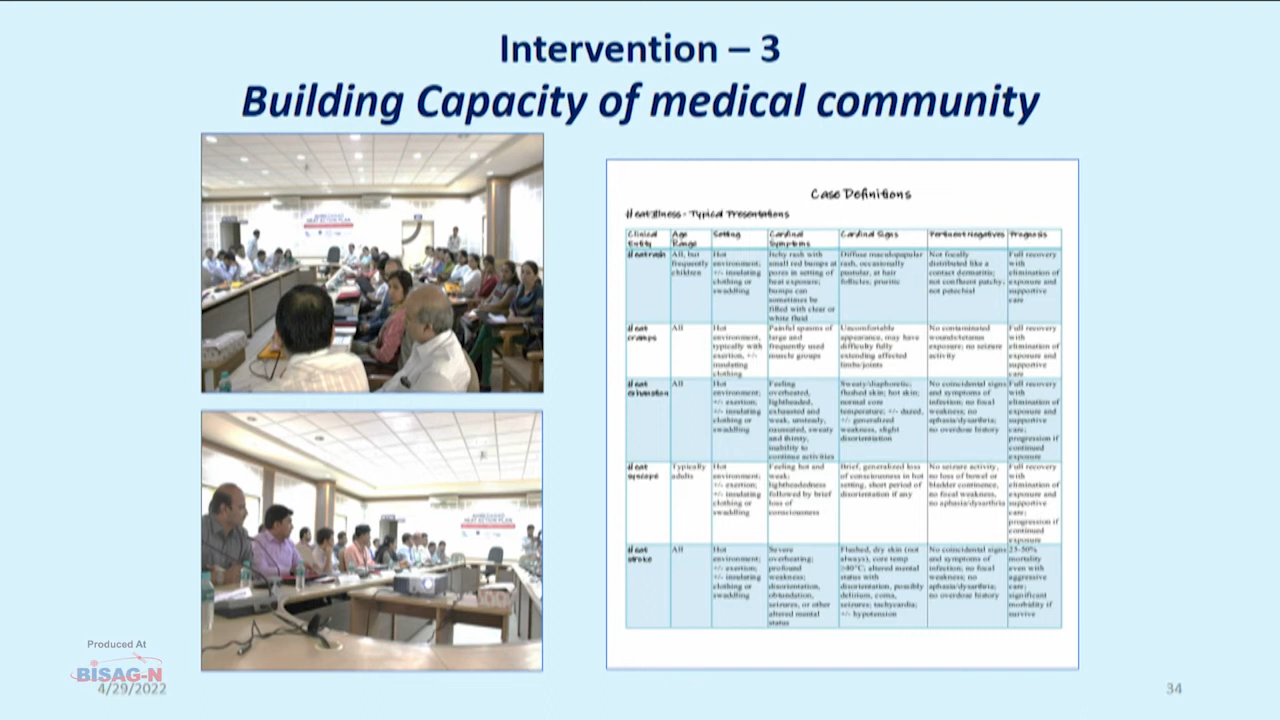 Intervention – 3
Building Capacity of medical community
AHMEDABAD
HEAT ACTION PLAN
HEAT ACTION PLAN
Case Definitions
Heat Illness - Typical Presentations
Clinical
Entity
Age
Range
Setting
Cardinal
Symptoms
Cardinal Signs
Pertinent negatives
Prognosis
Heat rash
All, but
frequently
children
Hot
environment;
+/- insulating
clothing or
swaddling
Itchy rash with
small red bumps at
pores in setting of
heat exposure;
bumps can
sometimes be
filled with clear or
white fluid
Diffuse maculopapular
rash, occasionally
pustular, at hair
follicles; pruritic
Not focally
distributed like a
contact dermatitis;
not confluent patchy;
not petechial
Full recovery
with
elimination of
exposure and
supportive
care
Heat
cramps
All
Hot
environment,
typically with
exertion, +/-
insulating
clothing
Painful spasms of
large and
frequently used
muscle groups
Uncomfortable
appearance, may have
difficulty fully
extending affected
limbs/joints
No contaminated
wounds/tetanus
exposure; no seizure
activity
Full recovery
with
elimination of
exposure and
supportive
care
Heat
exhaustion
All
Hot
environment;
+/- exertion;
+/- insulating
clothing or
swaddling
Feeling
overheated,
lightheaded,
exhausted and
weak, unsteady,
nauseated, sweaty
and thirsty,
inability to
continue activities
Sweaty/diaphoretic;
flushed skin; hot skin;
normal core
temperature; +/- dazed,
+/- generalized
weakness, slight
disorientation
No coincidental signs
and symptoms of
infection; no focal
weakness; no
aphasia/dysarthria;
no overdose history
Full recovery
with
elimination of
exposure and
supportive
care;
progression if
continued
exposure
Heat
syncope
Typically
adults
Hot
environment;
+/- exertion;
+/- insulating
clothing or
swaddling
Feeling hot and
weak;
lightheadedness
followed by brief
loss of
consciousness
Brief, generalized loss
of consciousness in hot
setting, short period of
disorientation if any
No seizure activity,
no loss of bowel or
bladder continence,
no focal weakness,
no aphasia/dysarthria
Full recovery
with
elimination of
exposure and
supportive
care;
progression if
continued
exposure
Heat
stroke
All
Hot
environment;
+/- exertion;
+/- insulating
clothing or
swaddling
Severe
overheating;
profound
weakness;
disorientation,
obtundation,
seizures, or other
altered mental
status
Flushed, dry skin (not
always), core temp
>40°C; altered mental
status with
disorientation, possibly
delirium, coma,
seizures; tachycardia;
+/- hypotension
No coincidental signs
and symptoms of
infection; no focal
weakness; no
aphasia/dysarthria;
no overdose history
25-50%
mortality
even with
aggressive
care;
significant
morbidity if
survive
Produced At
BISAG-N
4/29/2022
34